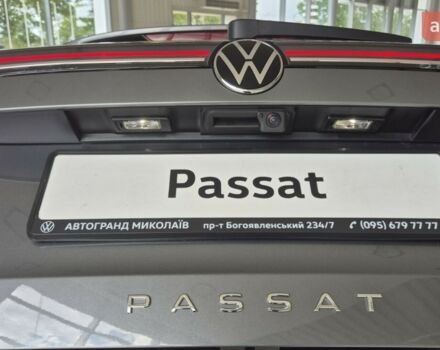 Passat
АВТОГРАНД МИКОЛАЇВ пр-т Богоявленський 234/7 (095) 679 77 77
PASSAT